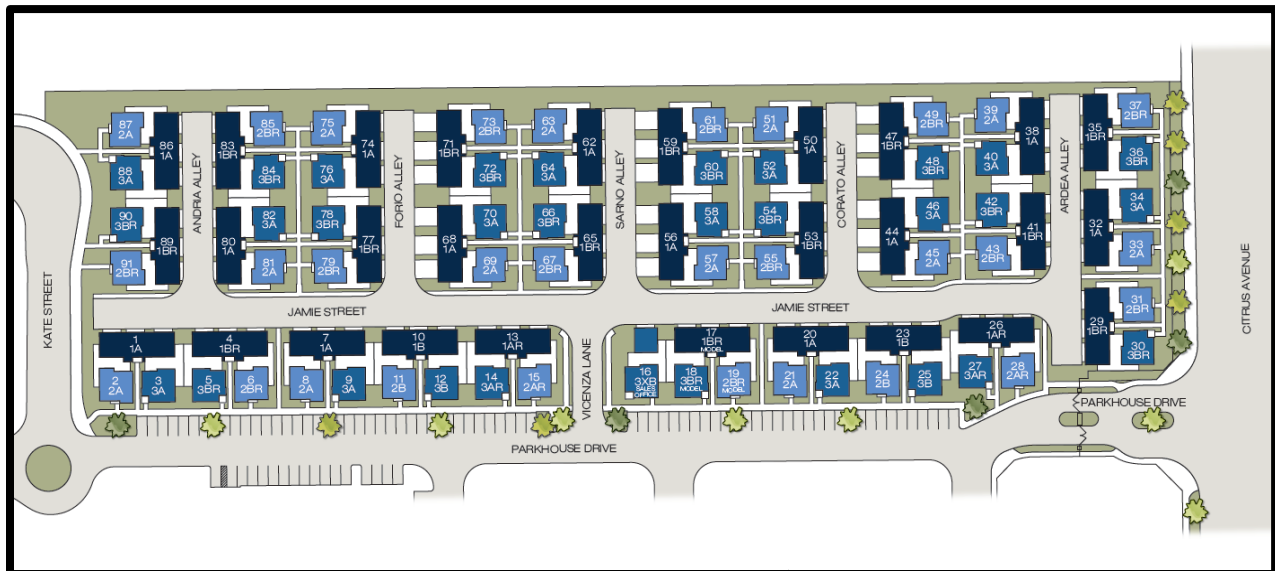 87
2A
86
1A
83
1BR
85
2BR
75
2A
74
1A
71
1BR
73
2BR
63
2A
62
1A
59
1BR
61
2BR
51
2A
50
1A
47
1BR
49
2BR
39
2A
38
1A
35
1BR
37
2BR
88
3A
84
3BR
76
3A
72
3BR
64
3A
60
3BR
52
3A
48
3BR
40
3A
36
3BR
ANDRIA ALLEY
FORIO ALLEY
SARNO ALLEY
CORATO ALLEY
ARDEA ALLEY
90
3BR
89
1BR
80
1A
82
3A
78
3BR
77
1BR
68
1A
70
3A
66
3BR
65
1BR
56
1A
58
3A
54
3BR
53
1BR
44
1A
46
3A
42
3BR
41
1BR
32
1A
34
3A
91
2BR
81
2A
79
2BR
69
2A
67
2BR
57
2A
55
2BR
45
2A
43
2BR
33
2A
29
1BR
31
2BR
30
3BR
KATE STREET
CITRUS AVENUE
JAMIE STREET
JAMIE STREET
1
1A
4
1BR
7
1A
10
1B
13
1AR
17
1BR
MODEL
20
1A
23
1B
26
1AR
2
2A
3
3A
5
3BR
6
2BR
8
2A
9
3A
11
2B
12
3B
14
3AR
15
2AR
VICENZA LANE
16
3XB
SALES
OFFICE
18
3BR
MODEL
19
2BR
MODEL
21
2A
22
3A
24
2B
25
3B
27
3AR
28
2AR
PARKHOUSE DRIVE
PARKHOUSE DRIVE